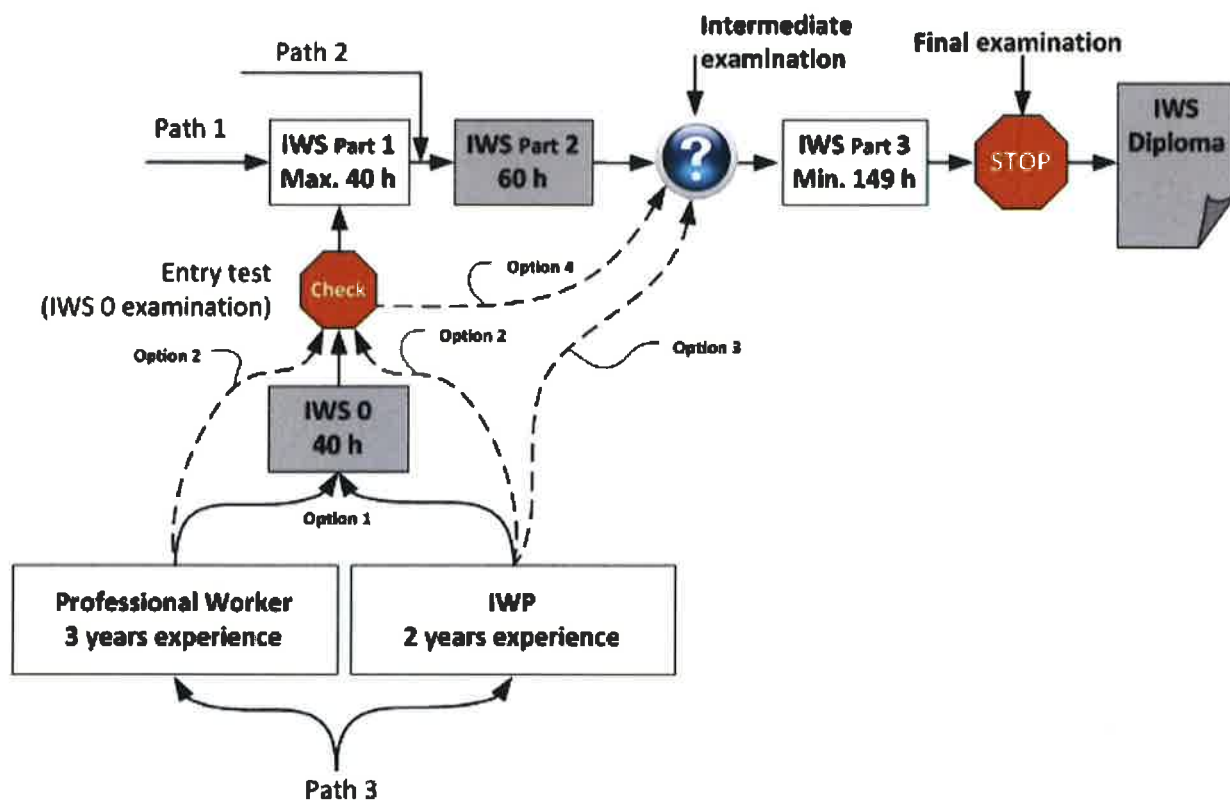 Intermediate
examination
Final examination
Path 2
Path 1
IWS Part 1
Max. 40 h
IWS Part 2
60 h
?
IWS Part 3
Min. 149 h
STOP
IWS
Diploma
Entry test
(IWS 0 examination)
Check
Option 4
Option 2
Option 2
Option 3
IWS 0
40 h
Option 1
Professional Worker
3 years experience
IWP
2 years experience
Path 3